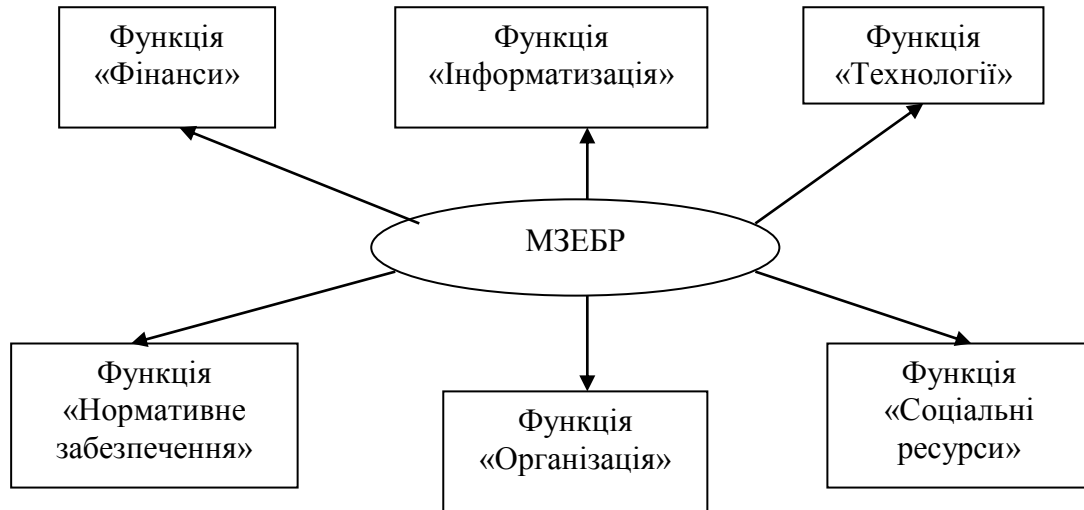 Функція
«Фінанси»
Функція
«Інформатизація»
Функція
«Технології»
МЗЕБР
Функція
«Нормативне
забезпечення»
Функція
«Організація»
Функція
«Соціальні
ресурси»